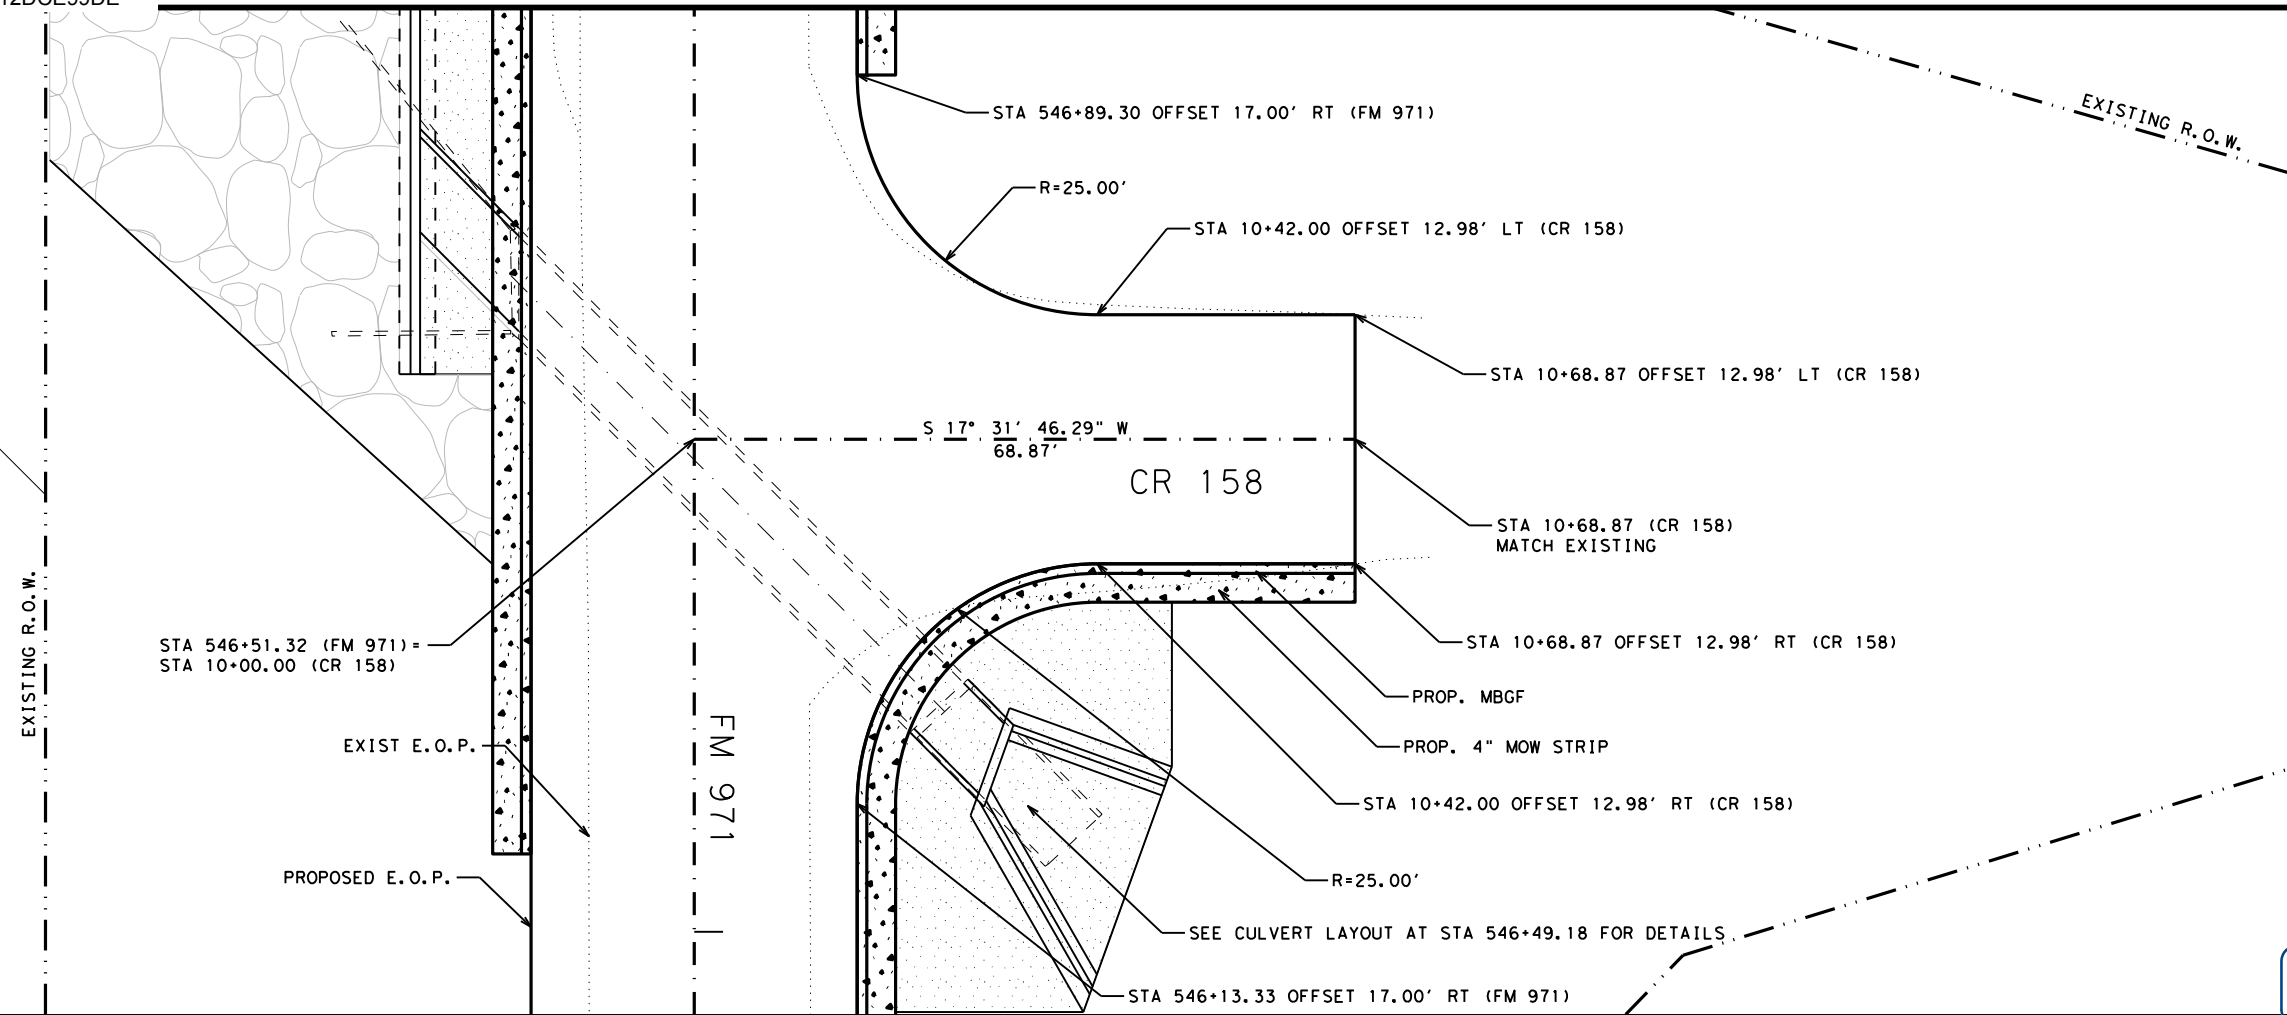 EXISTING R.O.W.
STA 546+89.30 OFFSET 17.00' RT (FM 971)
R=25.00'
STA 10+42.00 OFFSET 12.98' LT (CR 158)
STA 10+68.87 OFFSET 12.98' LT (CR 158)
S 17° 31' 46.29" W
68.87'
CR 158
STA 10+68.87 (CR 158)
MATCH EXISTING
EXISTING R.O.W.
STA 546+51.32 (FM 971)=
STA 10+00.00 (CR 158)
STA 10+68.87 OFFSET 12.98' RT (CR 158)
PROP. MBGF
EXIST E.O.P.
FM 971
PROP. 4" MOW STRIP
STA 10+42.00 OFFSET 12.98' RT (CR 158)
PROPOSED E.O.P.
R=25.00'
SEE CULVERT LAYOUT AT STA 546+49.18 FOR DETAILS
STA 546+13.33 OFFSET 17.00' RT (FM 971)